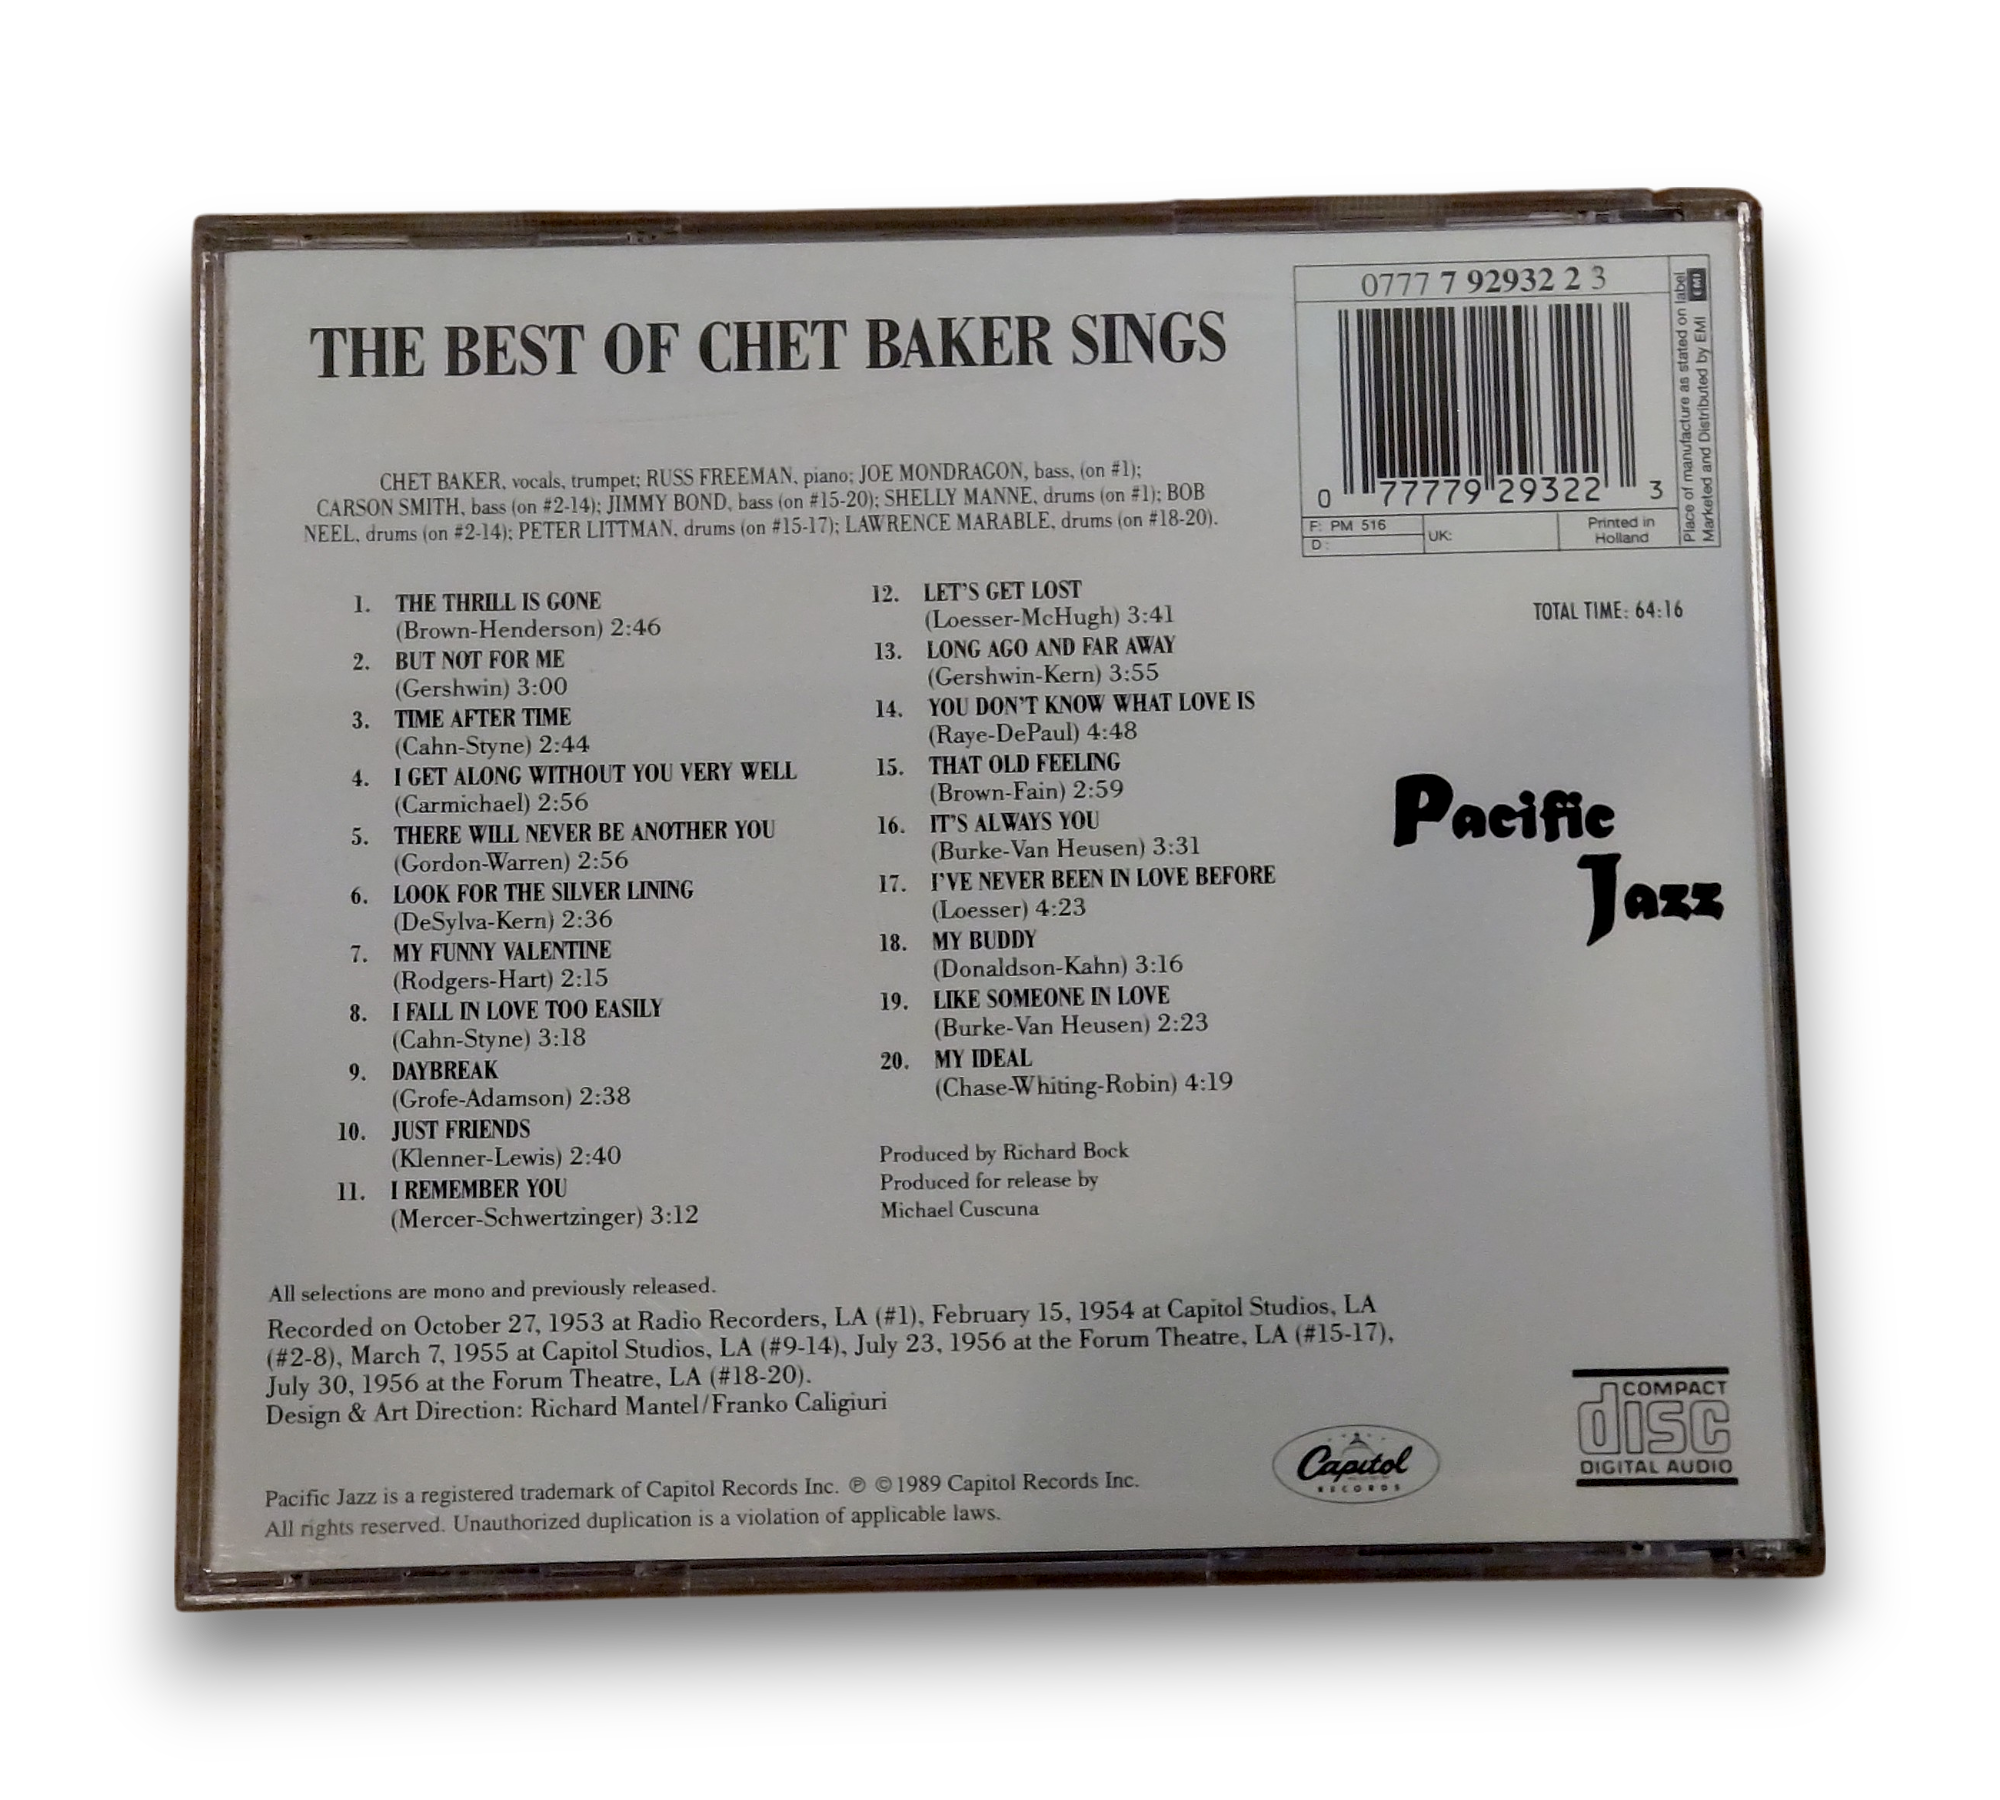 THE BEST OF CHET BAKER SINGS
0777 7 92932 2 3
0 77779 29322 3
F: PM 516
D:
UK:
Printed in
Holland
Place of manufacture as stated on label
Marketed and Distributed by EMI
EMI
CHET BAKER, vocals, trumpet; RUSS FREEMAN, piano; JOE MONDRAGON, bass, (on #1);
CARSON SMITH, bass (on #2-14); JIMMY BOND, bass (on #15-20); SHELLY MANNE, drums (on #1); BOB
NEEL, drums (on #2-14); PETER LITTMAN, drums (on #15-17); LAWRENCE MARABLE, drums (on #18-20).
1. THE THRILL IS GONE
(Brown-Henderson) 2:46
2. BUT NOT FOR ME
(Gershwin) 3:00
3. TIME AFTER TIME
(Cahn-Styne) 2:44
4. I GET ALONG WITHOUT YOU VERY WELL
(Carmichael) 2:56
5. THERE WILL NEVER BE ANOTHER YOU
(Gordon-Warren) 2:56
6. LOOK FOR THE SILVER LINING
(DeSylva-Kern) 2:36
7. MY FUNNY VALENTINE
(Rodgers-Hart) 2:15
8. I FALL IN LOVE TOO EASILY
(Cahn-Styne) 3:18
9. DAYBREAK
(Grofe-Adamson) 2:38
10. JUST FRIENDS
(Klenner-Lewis) 2:40
11. I REMEMBER YOU
(Mercer-Schwertzinger) 3:12
12. LET'S GET LOST
(Loesser-McHugh) 3:41
13. LONG AGO AND FAR AWAY
(Gershwin-Kern) 3:55
14. YOU DON'T KNOW WHAT LOVE IS
(Raye-DePaul) 4:48
15. THAT OLD FEELING
(Brown-Fain) 2:59
16. IT'S ALWAYS YOU
(Burke-Van Heusen) 3:31
17. I'VE NEVER BEEN IN LOVE BEFORE
(Loesser) 4:23
18. MY BUDDY
(Donaldson-Kahn) 3:16
19. LIKE SOMEONE IN LOVE
(Burke-Van Heusen) 2:23
20. MY IDEAL
(Chase-Whiting-Robin) 4:19
Produced by Richard Bock
Produced for release by
Michael Cuscuna
TOTAL TIME: 64:16
Pacific
Jazz
All selections are mono and previously released.
Recorded on October 27, 1953 at Radio Recorders, LA (#1), February 15, 1954 at Capitol Studios, LA
(#2-8), March 7, 1955 at Capitol Studios, LA (#9-14), July 23, 1956 at the Forum Theatre, LA (#15-17),
July 30, 1956 at the Forum Theatre, LA (#18-20).
Design & Art Direction: Richard Mantel/Franko Caligiuri
Pacific Jazz is a registered trademark of Capitol Records Inc. ℗ ©1989 Capitol Records Inc.
All rights reserved. Unauthorized duplication is a violation of applicable laws.
Capitol
RECORDS
COMPACT
disc
DIGITAL AUDIO